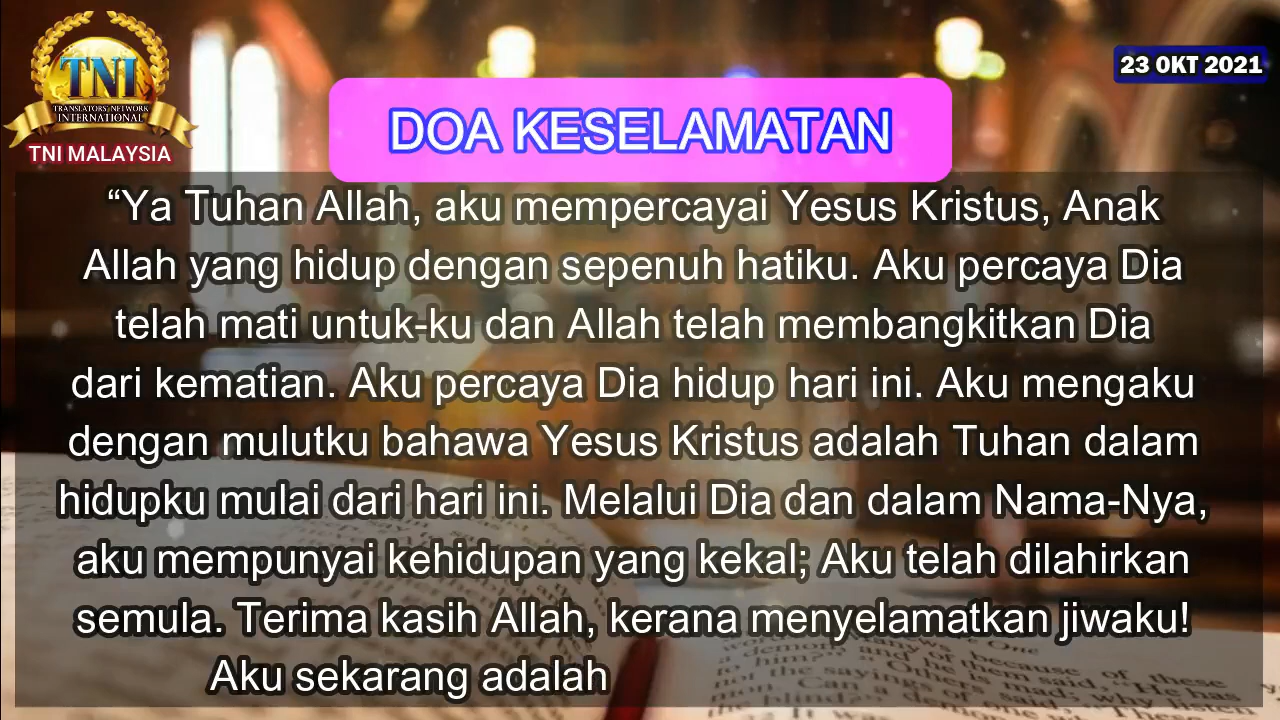 TNI
TRANSLATORS NETWORK
INTERNATIONAL
TNI MALAYSIA
23 OKT 2021
DOA KESELAMATAN
“Ya Tuhan Allah, aku mempercayai Yesus Kristus, Anak
Allah yang hidup dengan sepenuh hatiku. Aku percaya Dia
telah mati untuk-ku dan Allah telah membangkitkan Dia
dari kematian. Aku percaya Dia hidup hari ini. Aku mengaku
dengan mulutku bahawa Yesus Kristus adalah Tuhan dalam
hidupku mulai dari hari ini. Melalui Dia dan dalam Nama-Nya,
aku mempunyai kehidupan yang kekal; Aku telah dilahirkan
semula. Terima kasih Allah, kerana menyelamatkan jiwaku!
Aku sekarang adalah